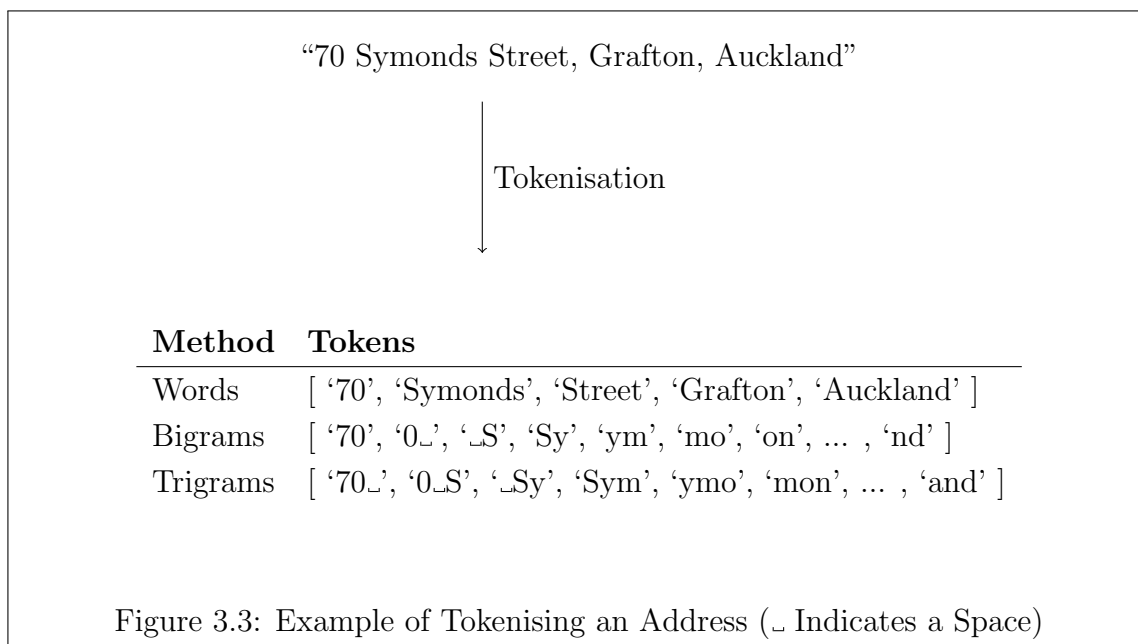 “70 Symonds Street, Grafton, Auckland”
Tokenisation
Method Tokens
Words [ ‘70’, ‘Symonds’, ‘Street’, ‘Grafton’, ‘Auckland’ ]
Bigrams [ ‘70’, ‘0␣’, ‘␣S’, ‘Sy’, ‘ym’, ‘mo’, ‘on’, ... , ‘nd’ ]
Trigrams [ ‘70␣’, ‘0␣S’, ‘␣Sy’, ‘Sym’, ‘ymo’, ‘mon’, ... , ‘and’ ]
Figure 3.3: Example of Tokenising an Address (␣ Indicates a Space)